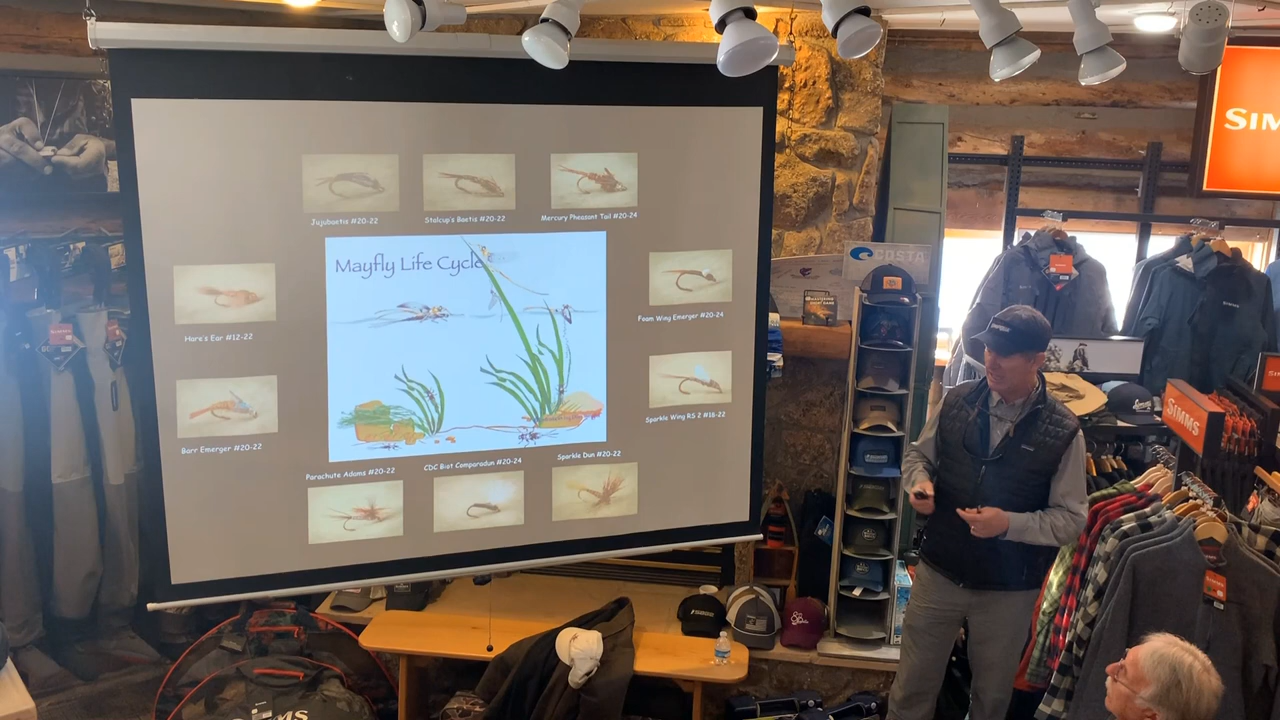 Jujubaetis #20-22
Stalcup's Baetis #20-22
Mercury Pheasant Tail #20-24
Mayfly Life Cycle
Hare's Ear #12-22
Foam Wing Emerger #20-24
Barr Emerger #20-22
Sparkle Wing RS 2 #16-22
Parachute Adams #20-22
CDC Biot Comparadun #20-24
Sparkle Dun #20-22
COSTA
SIMMS
SIMMS